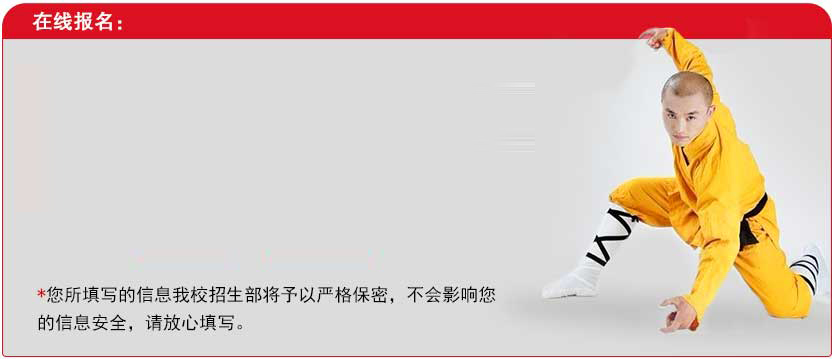 在线报名：
*您所填写的信息我校招生部将予以严格保密，不会影响您
的信息安全，请放心填写。